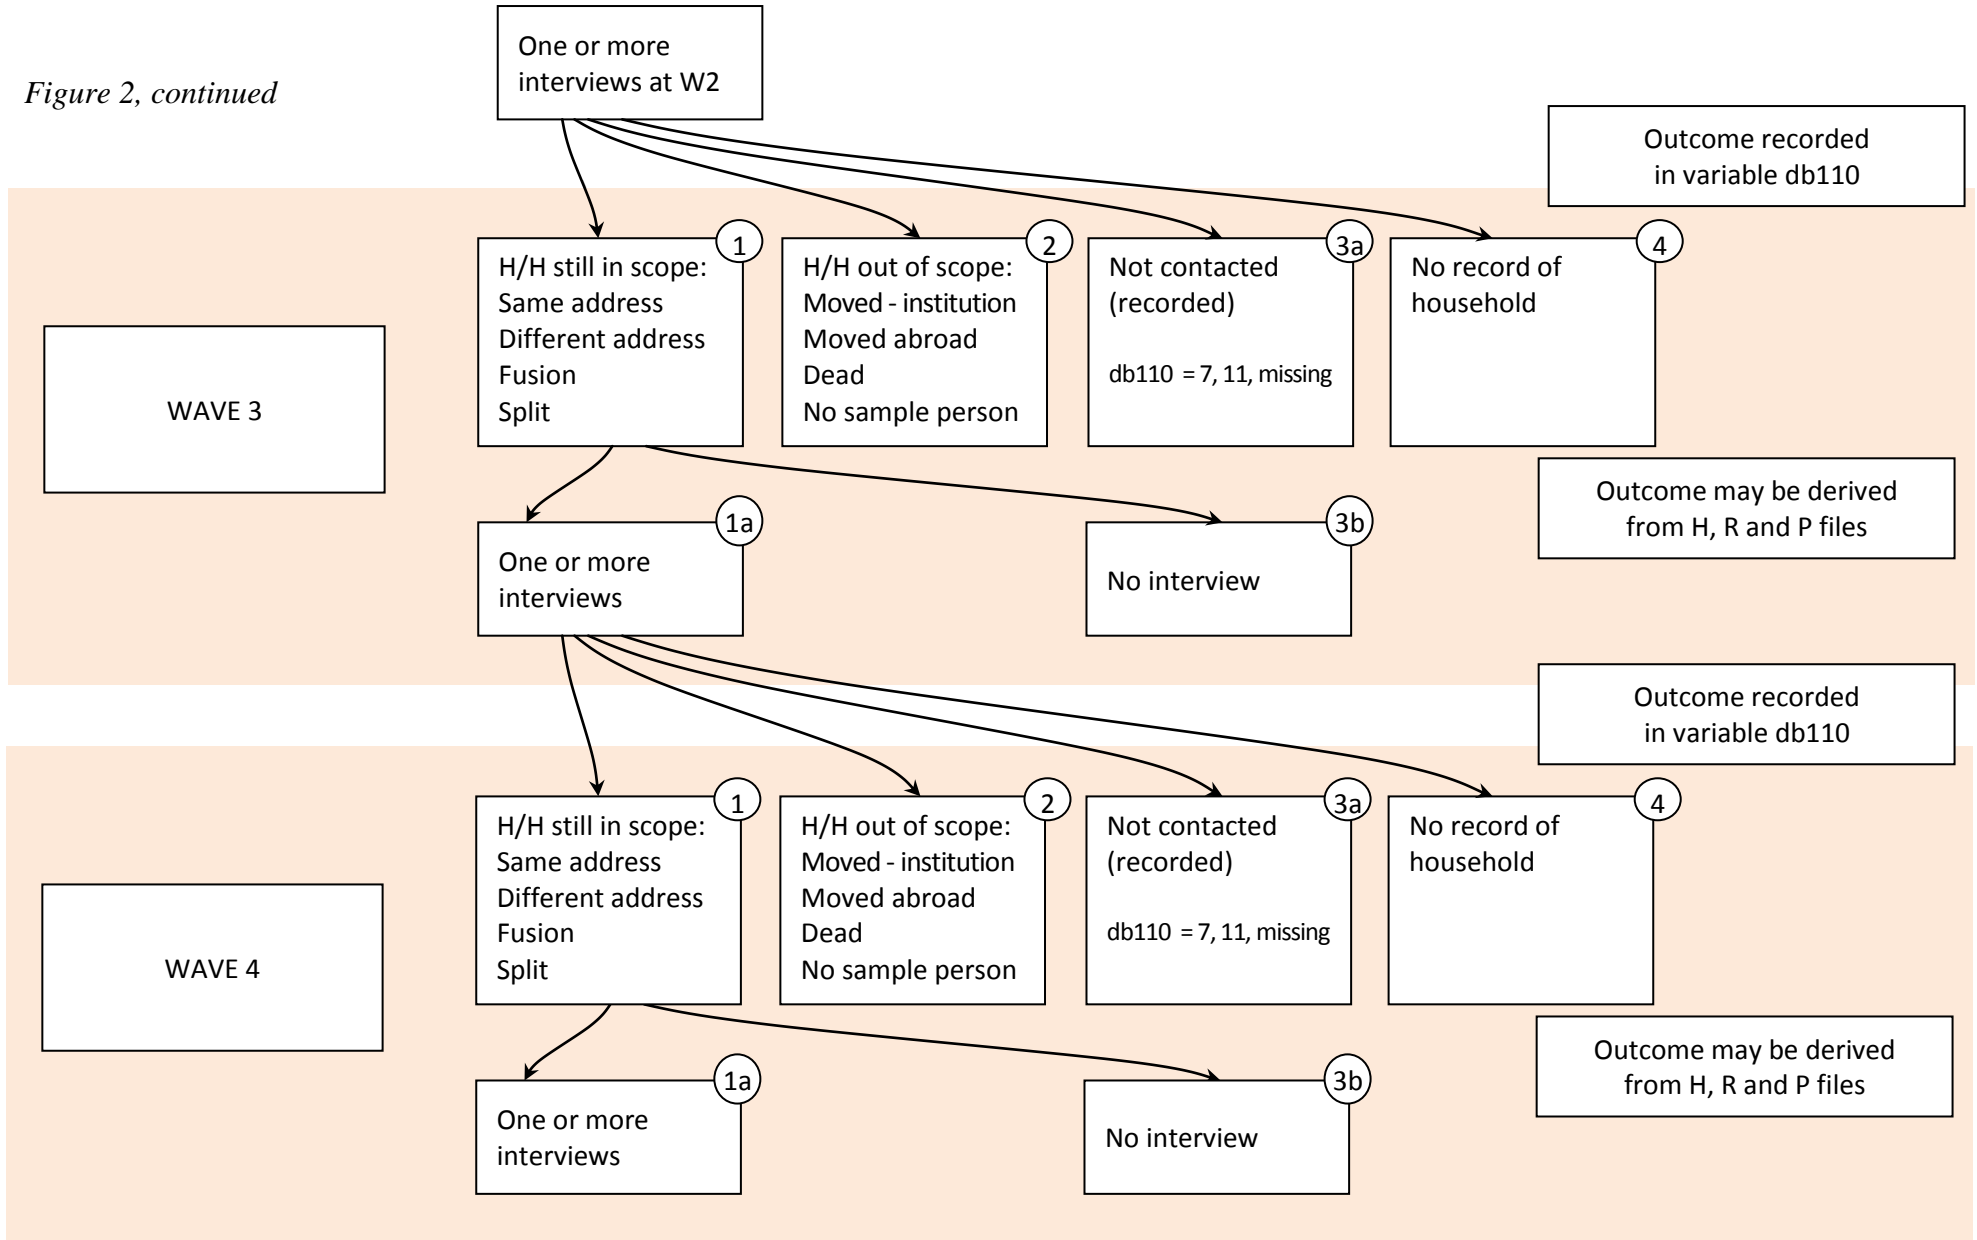 One or more
interviews at W2
Figure 2, continued
Outcome recorded
in variable db110
1
H/H still in scope:
Same address
Different address
Fusion
Split
2
H/H out of scope:
Moved - institution
Moved abroad
Dead
No sample person
3a
Not contacted
(recorded)
db110 = 7, 11, missing
4
No record of
household
WAVE 3
Outcome may be derived
from H, R and P files
1a
One or more
interviews
3b
No interview
Outcome recorded
in variable db110
1
H/H still in scope:
Same address
Different address
Fusion
Split
2
H/H out of scope:
Moved - institution
Moved abroad
Dead
No sample person
3a
Not contacted
(recorded)
db110 = 7, 11, missing
4
No record of
household
WAVE 4
Outcome may be derived
from H, R and P files
1a
One or more
interviews
3b
No interview